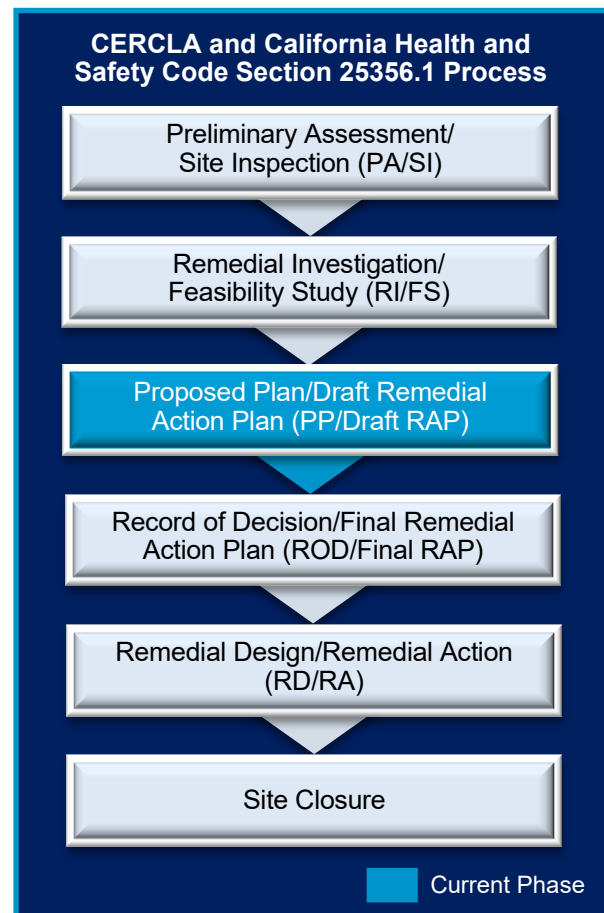 CERCLA and California Health and
Safety Code Section 25356.1 Process
Preliminary Assessment/
Site Inspection (PA/SI)
Remedial Investigation/
Feasibility Study (RI/FS)
Proposed Plan/Draft Remedial
Action Plan (PP/Draft RAP)
Record of Decision/Final Remedial
Action Plan (ROD/Final RAP)
Remedial Design/Remedial Action
(RD/RA)
Site Closure
Current Phase